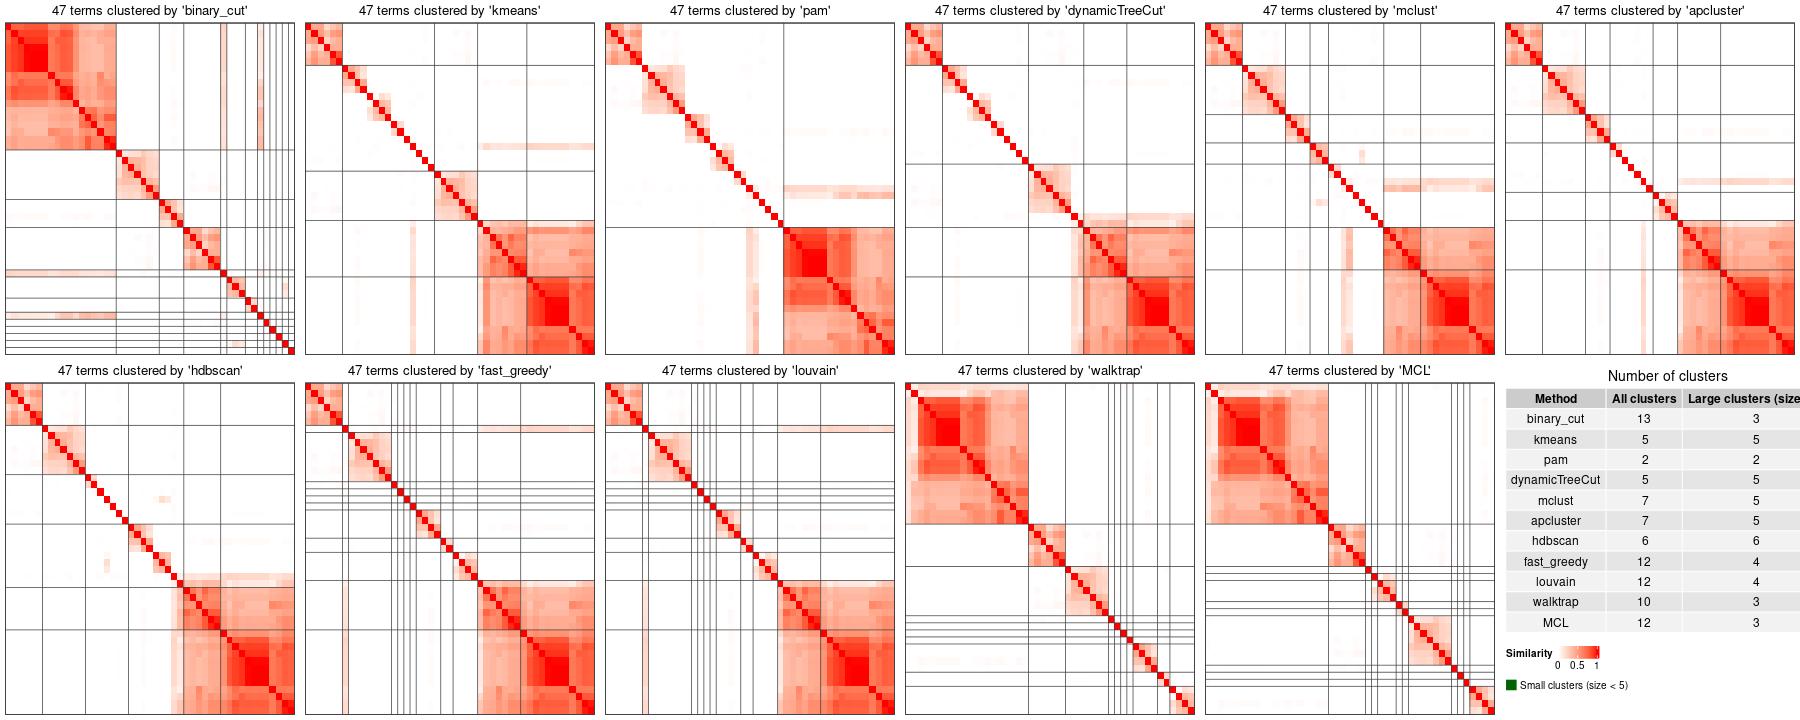 47 terms clustered by 'binary_cut'
47 terms clustered by 'kmeans'
47 terms clustered by 'pam'
47 terms clustered by 'dynamicTreeCut'
47 terms clustered by 'mclust'
47 terms clustered by 'apcluster'
47 terms clustered by 'hdbscan'
47 terms clustered by 'fast_greedy'
47 terms clustered by 'louvain'
47 terms clustered by 'walktrap'
47 terms clustered by 'MCL'
Number of clusters
Method All clusters Large clusters (size
binary_cut 13 3
kmeans 5 5
pam 2 2
dynamicTreeCut 5 5
mclust 7 5
apcluster 7 5
hdbscan 6 6
fast_greedy 12 4
louvain 12 4
walktrap 10 3
MCL 12 3
Similarity
0 0.5 1
Small clusters (size < 5)